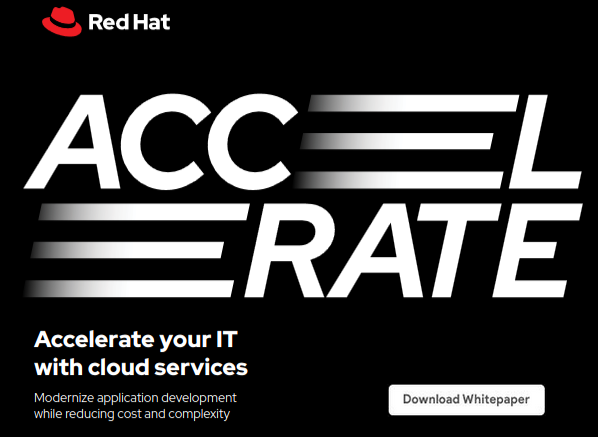 Red Hat
ACCEL
ERATE
Accelerate your IT
with cloud services
Modernize application development
while reducing cost and complexity
Download Whitepaper